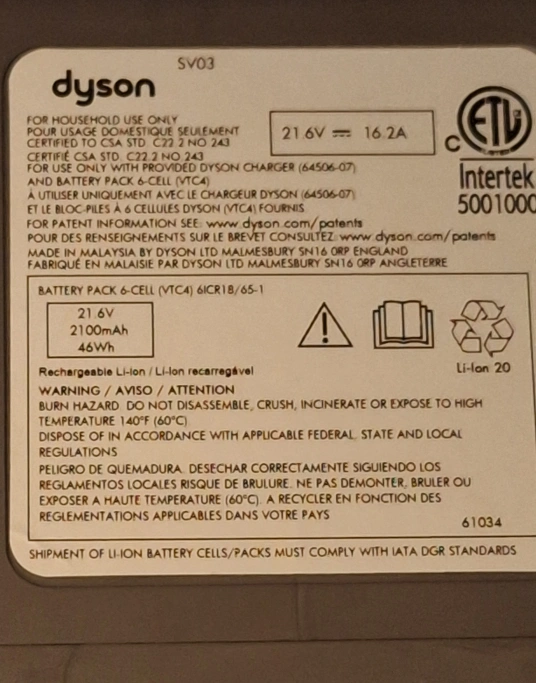 SV03
dyson
FOR HOUSEHOLD USE ONLY
POUR USAGE DOMESTIQUE SEULEMENT
CERTIFIED TO CSA STD. C22 2 NO 243
CERTIFIÉ CSA STD. C22 2 NO 243
21.6V ⎓ 16.2A
C ETL
Intertek
5001000
FOR USE ONLY WITH PROVIDED DYSON CHARGER (64506-07)
AND BATTERY PACK 6-CELL (VTC4)
À UTILISER UNIQUEMENT AVEC LE CHARGEUR DYSON (64506-07)
ET LE BLOC-PILES À 6 CELLULES DYSON (VTC4) FOURNIS
FOR PATENT INFORMATION SEE: www.dyson.com/patents
POUR DES RENSEIGNEMENTS SUR LE BREVET CONSULTEZ: www.dyson.com/patents
MADE IN MALAYSIA BY DYSON LTD MALMESBURY SN16 0RP ENGLAND
FABRIQUÉ EN MALAISIE PAR DYSON LTD MALMESBURY SN16 0RP ANGLETERRE
BATTERY PACK 6-CELL (VTC4) 6ICR18/65-1
21.6V
2100mAh
46Wh
Li-Ion 20
Rechargeable Li-Ion / Li-Ion recarregável
WARNING / AVISO / ATTENTION
BURN HAZARD. DO NOT DISASSEMBLE, CRUSH, INCINERATE OR EXPOSE TO HIGH
TEMPERATURE 140°F (60°C)
DISPOSE OF IN ACCORDANCE WITH APPLICABLE FEDERAL, STATE AND LOCAL
REGULATIONS
PELIGRO DE QUEMADURA. DESECHAR CORRECTAMENTE SIGUIENDO LOS
REGLAMENTOS LOCALES RISQUE DE BRULURE. NE PAS DEMONTER, BRULER OU
EXPOSER A HAUTE TEMPERATURE (60°C). A RECYCLER EN FONCTION DES
REGLEMENTATIONS APPLICABLES DANS VOTRE PAYS
61034
SHIPMENT OF LI-ION BATTERY CELLS/PACKS MUST COMPLY WITH IATA DGR STANDARDS